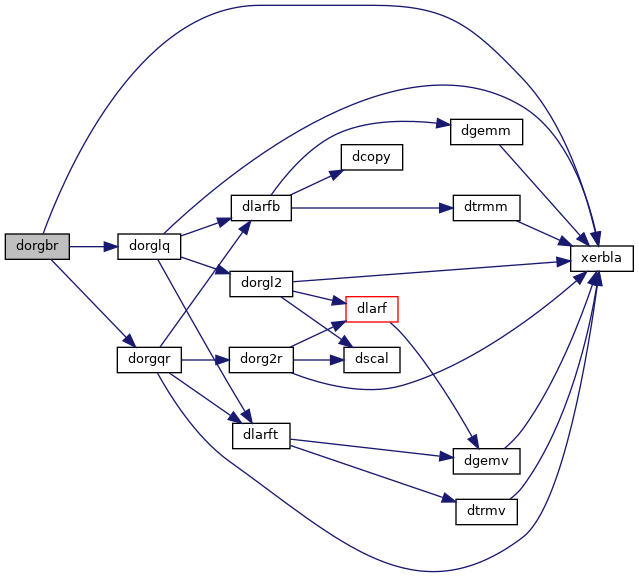 dgemm
dcopy
dlarfb
dtrmm
dorgbr
dorglq
xerbla
dorgl2
dlarf
dorgqr
dorg2r
dscal
dlarft
dgemv
dtrmv